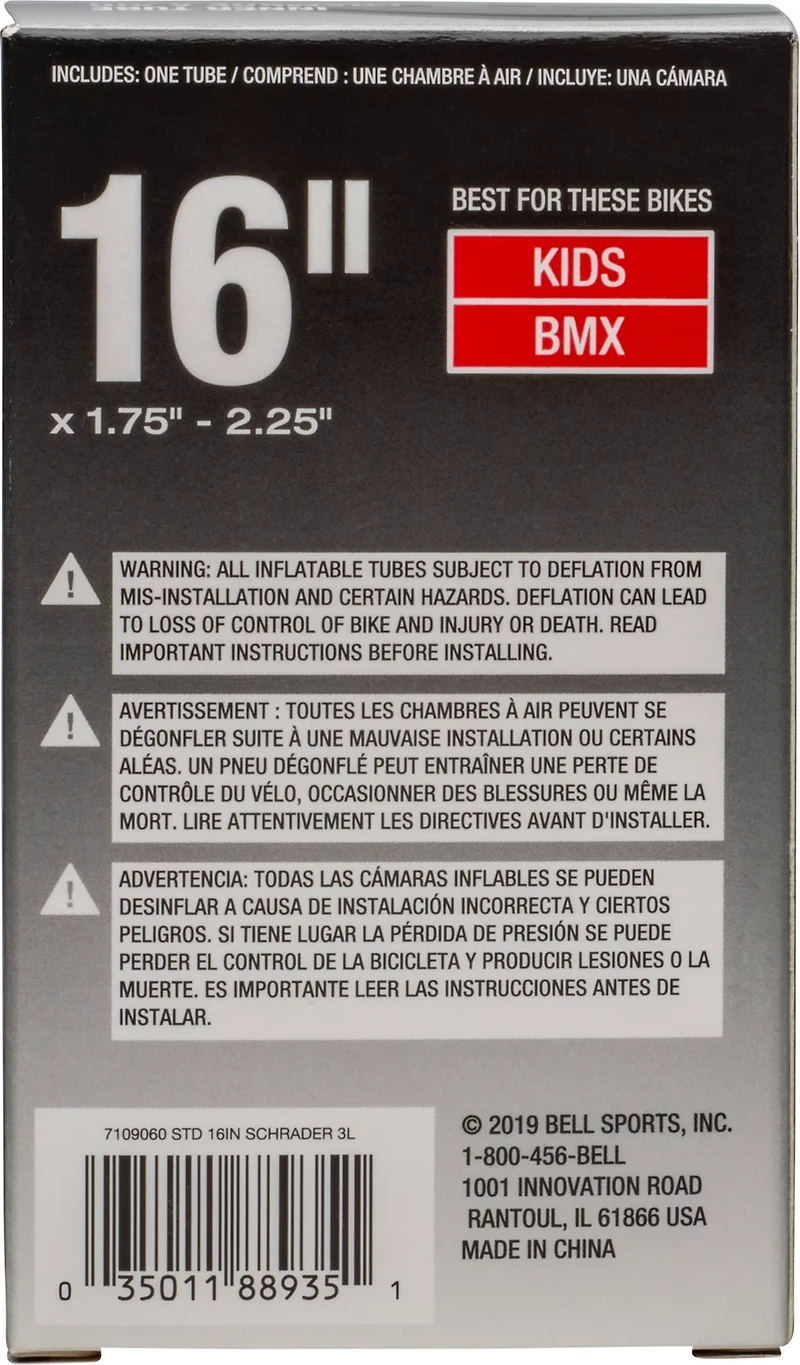 INNER TUBE
INCLUDES: ONE TUBE / COMPREND : UNE CHAMBRE À AIR / INCLUYE: UNA CÁMARA
16"
x 1.75" - 2.25"
BEST FOR THESE BIKES
KIDS
BMX
WARNING: ALL INFLATABLE TUBES SUBJECT TO DEFLATION FROM
MIS-INSTALLATION AND CERTAIN HAZARDS. DEFLATION CAN LEAD
TO LOSS OF CONTROL OF BIKE AND INJURY OR DEATH. READ
IMPORTANT INSTRUCTIONS BEFORE INSTALLING.
AVERTISSEMENT : TOUTES LES CHAMBRES À AIR PEUVENT SE
DÉGONFLER SUITE À UNE MAUVAISE INSTALLATION OU CERTAINS
ALÉAS. UN PNEU DÉGONFLÉ PEUT ENTRAÎNER UNE PERTE DE
CONTRÔLE DU VÉLO, OCCASIONNER DES BLESSURES OU MÊME LA
MORT. LIRE ATTENTIVEMENT LES DIRECTIVES AVANT D'INSTALLER.
ADVERTENCIA: TODAS LAS CÁMARAS INFLABLES SE PUEDEN
DESINFLAR A CAUSA DE INSTALACIÓN INCORRECTA Y CIERTOS
PELIGROS. SI TIENE LUGAR LA PÉRDIDA DE PRESIÓN SE PUEDE
PERDER EL CONTROL DE LA BICICLETA Y PRODUCIR LESIONES O LA
MUERTE. ES IMPORTANTE LEER LAS INSTRUCCIONES ANTES DE
INSTALAR.
7109060 STD 16IN SCHRADER 3L
0 35011 88935 1
© 2019 BELL SPORTS, INC.
1-800-456-BELL
1001 INNOVATION ROAD
RANTOUL, IL 61866 USA
MADE IN CHINA